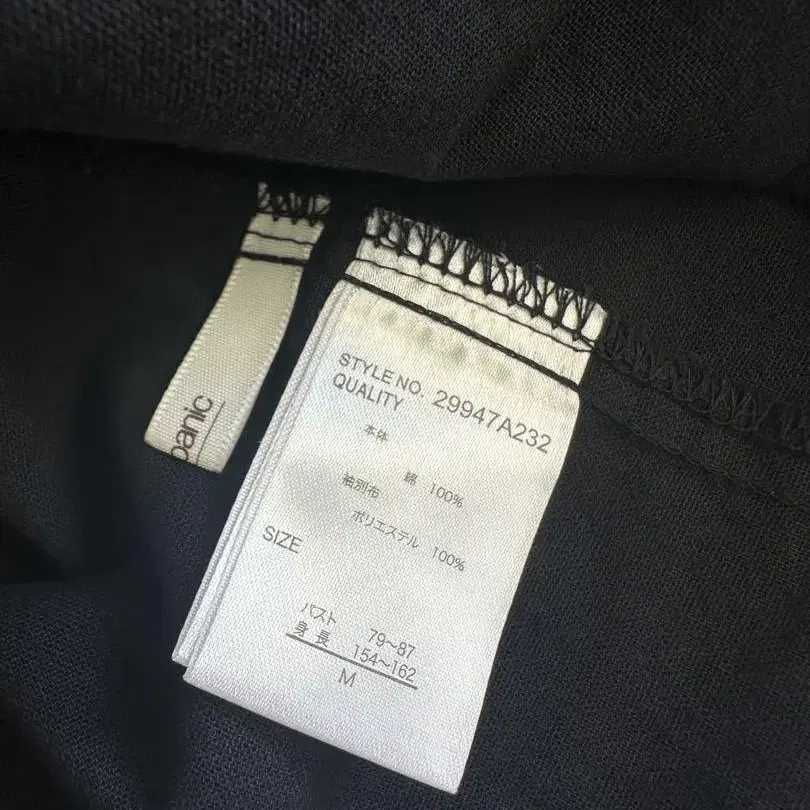 panic
STYLE NO. 29947A232
QUALITY
本体
綿 100%
袖別布
ポリエステル 100%
SIZE
バスト 79~87
身長 154~162
M